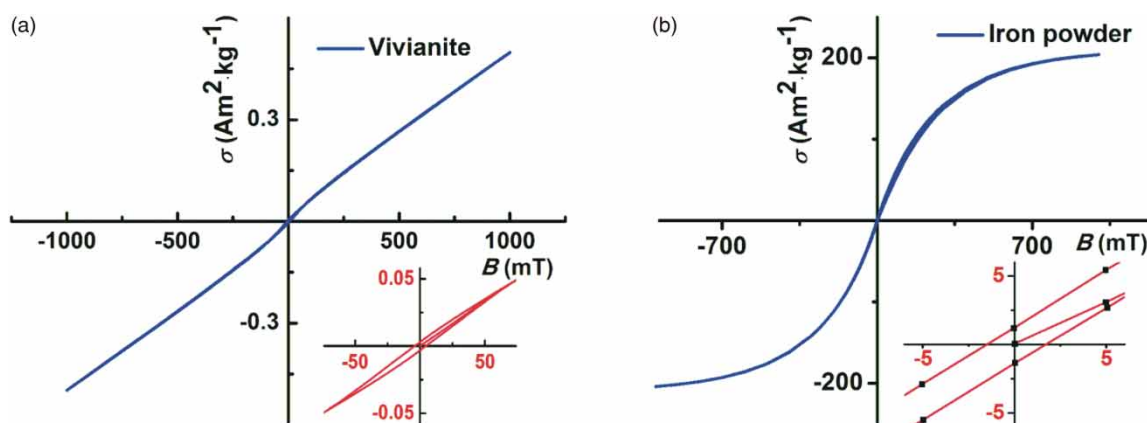 (a)
Vivianite
σ (Am²·kg⁻¹)
0.3
-1000
-500
500
1000
B (mT)
-0.3
0.05
-50
50
-0.05
(b)
Iron powder
200
σ (Am²·kg⁻¹)
-700
700
B (mT)
-200
5
-5
5
-5